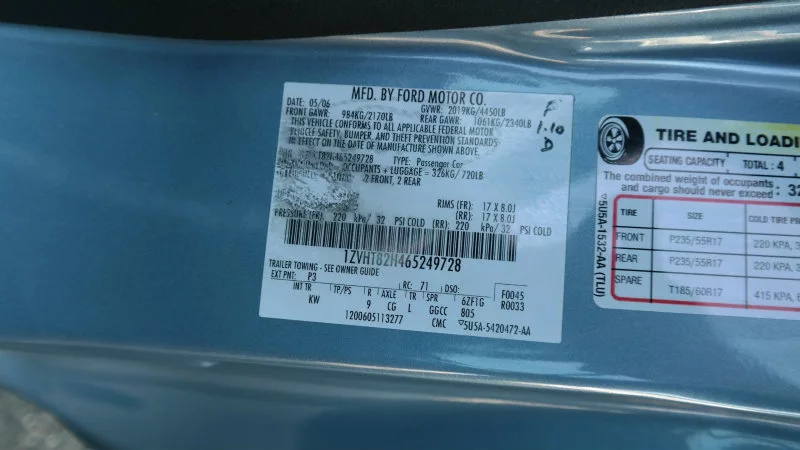 MFD. BY FORD MOTOR CO.
DATE: 05/06 GVWR: 2019KG/4450LB
FRONT GAWR: 984KG/2170LB REAR GAWR: 1061KG/2340LB
THIS VEHICLE CONFORMS TO ALL APPLICABLE FEDERAL MOTOR
VEHICLE SAFETY, BUMPER, AND THEFT PREVENTION STANDARDS
IN EFFECT ON THE DATE OF MANUFACTURE SHOWN ABOVE.
465249728 TYPE: Passenger Car
OCCUPANTS + LUGGAGE = 326KG / 720LB
2 FRONT, 2 REAR
RIMS (FR): 17 X 8.0J
(RR): 17 X 8.0J
PRESSURE (FR): 220 kPa/ 32 PSI COLD (RR): 220 kPa/ 32 PSI COLD
1ZVHT82H465249728
TRAILER TOWING - SEE OWNER GUIDE
EXT PNT: P3 RC: 71 DSO:
INT TR TP/PS R AXLE TR SPR 6ZF1G F0045
KW 9 CG L GGCC 805 R0033
1200605113277 CMC ▽5U5A-5420472-AA
F
1.10
D
TIRE AND LOADI
SEATING CAPACITY TOTAL: 4
The combined weight of occupants
and cargo should never exceed: 32
TIRE SIZE COLD TIRE PR
FRONT P235/55R17 220 KPA, 3
REAR P235/55R17 220 KPA, 3
SPARE T185/60R17 415 KPA, 6
▽5U5A-1532-AA (TLU)